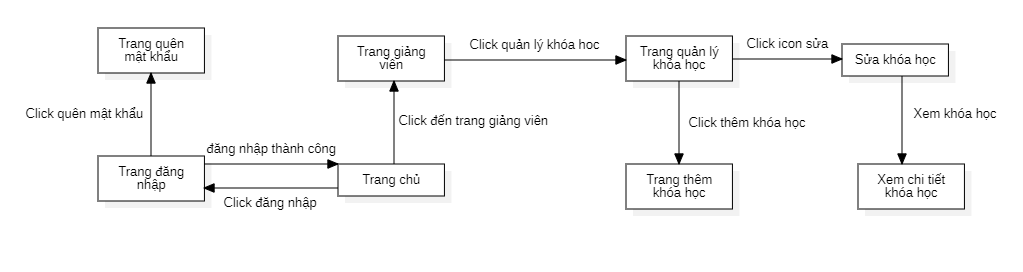 Trang quên
mật khẩu
Trang giảng
viên
Click quản lý khóa học
Trang quản lý
khóa học
Click icon sửa
Sửa khóa học
Click quên mật khẩu
Click đến trang giảng viên
Click thêm khóa học
Xem khóa học
đăng nhập thành công
Trang đăng
nhập
Trang chủ
Click đăng nhập
Trang thêm
khóa học
Xem chi tiết
khóa học